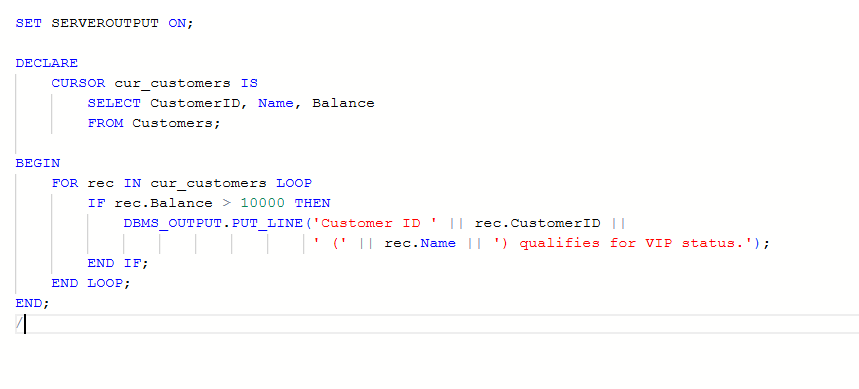 SET SERVEROUTPUT ON;
DECLARE
CURSOR cur_customers IS
SELECT CustomerID, Name, Balance
FROM Customers;
BEGIN
FOR rec IN cur_customers LOOP
IF rec.Balance > 10000 THEN
DBMS_OUTPUT.PUT_LINE('Customer ID ' || rec.CustomerID ||
' (' || rec.Name || ') qualifies for VIP status.');
END IF;
END LOOP;
END;
/